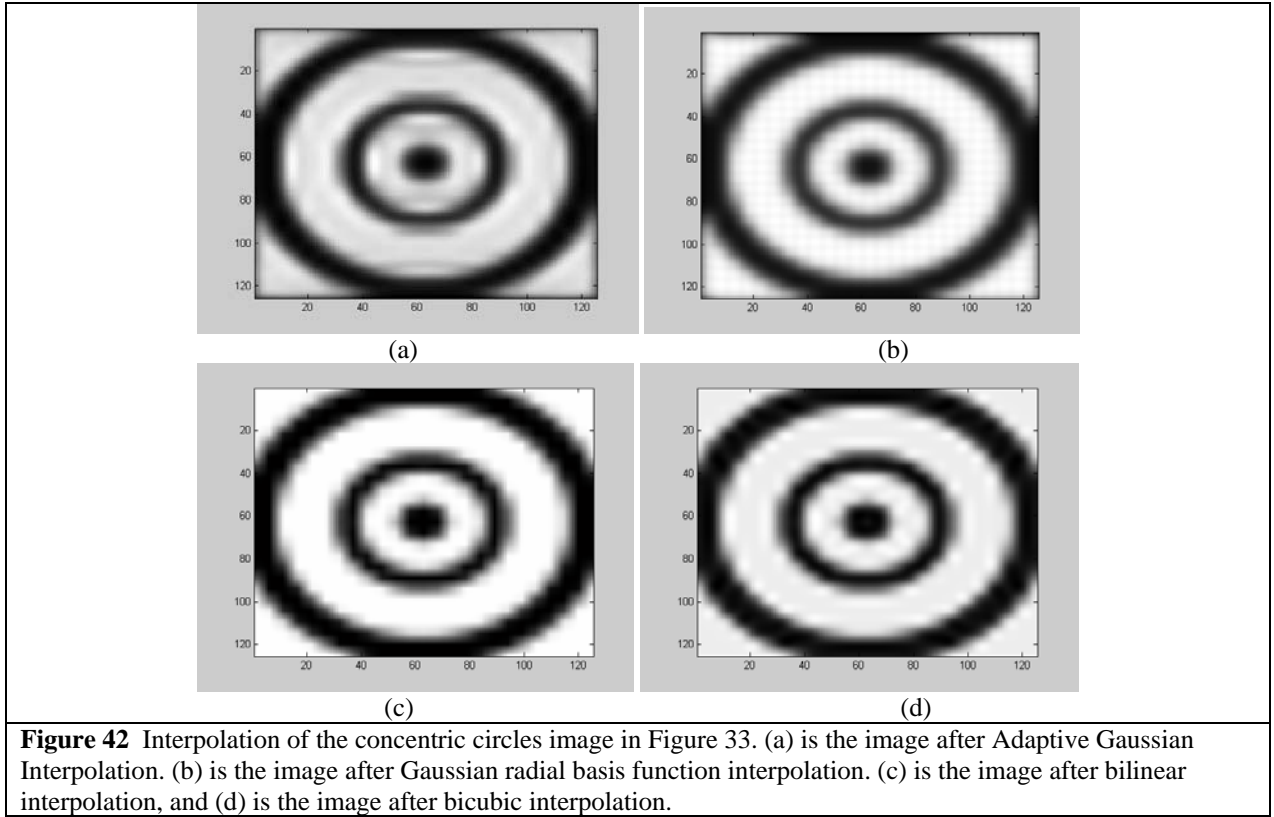 20
40
60
80
100
120
20 40 60 80 100 120
20
40
60
80
100
120
20 40 60 80 100 120
(a) (b)
20
40
60
80
100
120
20 40 60 80 100 120
20
40
60
80
100
120
20 40 60 80 100 120
(c) (d)
Figure 42 Interpolation of the concentric circles image in Figure 33. (a) is the image after Adaptive Gaussian
Interpolation. (b) is the image after Gaussian radial basis function interpolation. (c) is the image after bilinear
interpolation, and (d) is the image after bicubic interpolation.